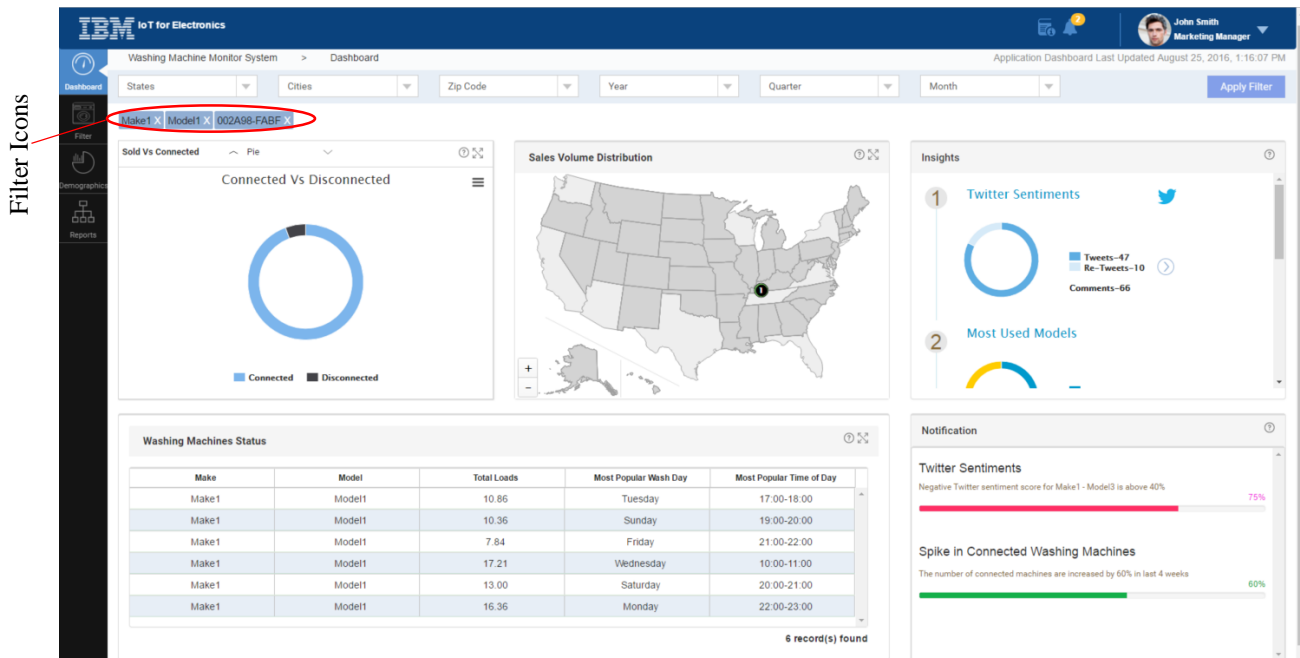 Filter Icons
IBM IoT for Electronics
2
John Smith
Marketing Manager
Washing Machine Monitor System > Dashboard
Application Dashboard Last Updated August 25, 2016, 1:16:07 PM
Dashboard
Filter
Demographics
Reports
States Cities Zip Code Year Quarter Month Apply Filter
Make1 X Model1 X 002A98-FABF X
Sold Vs Connected Pie
Connected Vs Disconnected
Connected Disconnected
Sales Volume Distribution
1
+
−
Insights
1 Twitter Sentiments
Tweets-47
Re-Tweets-10
Comments-66
2 Most Used Models
Washing Machines Status
Make Model Total Loads Most Popular Wash Day Most Popular Time of Day
Make1 Model1 10.86 Tuesday 17:00-18:00
Make1 Model1 10.36 Sunday 19:00-20:00
Make1 Model1 7.84 Friday 21:00-22:00
Make1 Model1 17.21 Wednesday 10:00-11:00
Make1 Model1 13.00 Saturday 20:00-21:00
Make1 Model1 16.36 Monday 22:00-23:00
6 record(s) found
Notification
Twitter Sentiments
Negative Twitter sentiment score for Make1 - Model3 is above 40%
75%
Spike in Connected Washing Machines
The number of connected machines are increased by 60% in last 4 weeks
60%